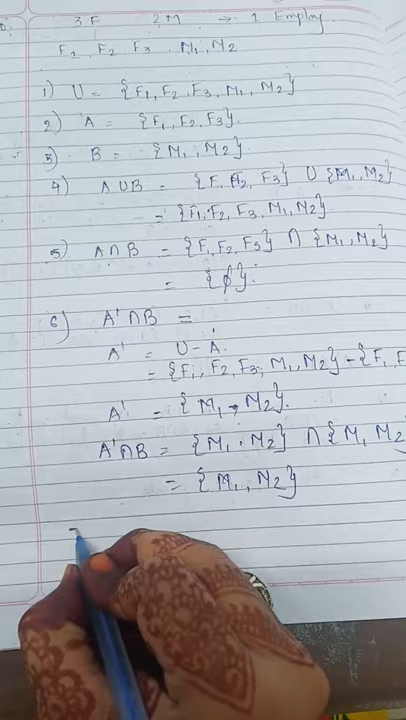 3 F 2 M → 1 Employ
F₁, F₂ F₃, M₁, M₂
1) U = {F₁, F₂, F₃, M₁, M₂}
2) A = {F₁, F₂, F₃}.
3) B = {M₁, M₂}.
4) A∪B = {F₁ F₂, F₃} ∪ {M₁, M₂}
= {F₁, F₂, F₃, M₁, M₂}
5) A∩B = {F₁, F₂, F₃} ∩ {M₁, M₂}
= {ϕ}.
6) A'∩B =
A' = U - A.
= {F₁, F₂, F₃, M₁, M₂} - {F₁, F
A' = {M₁, M₂}.
A'∩B = {M₁, M₂} ∩ {M₁ M₂}
= {M₁, M₂}